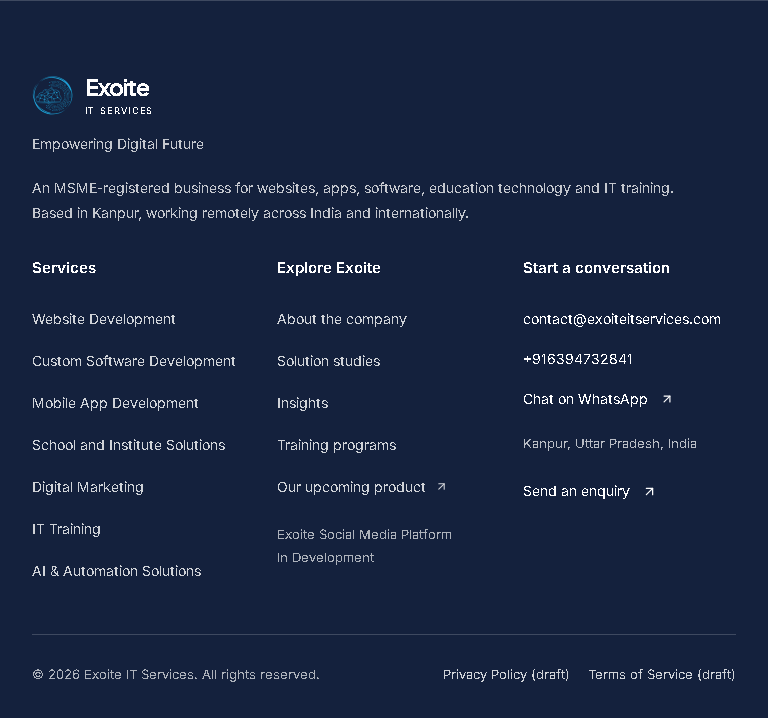 Exoite
IT SERVICES
Empowering Digital Future
An MSME-registered business for websites, apps, software, education technology and IT training.
Based in Kanpur, working remotely across India and internationally.
Services
Website Development
Custom Software Development
Mobile App Development
School and Institute Solutions
Digital Marketing
IT Training
AI & Automation Solutions
Explore Exoite
About the company
Solution studies
Insights
Training programs
Our upcoming product ↗
Exoite Social Media Platform
In Development
Start a conversation
contact@exoiteitservices.com
+916394732841
Chat on WhatsApp ↗
Kanpur, Uttar Pradesh, India
Send an enquiry ↗
© 2026 Exoite IT Services. All rights reserved.
Privacy Policy (draft)
Terms of Service (draft)